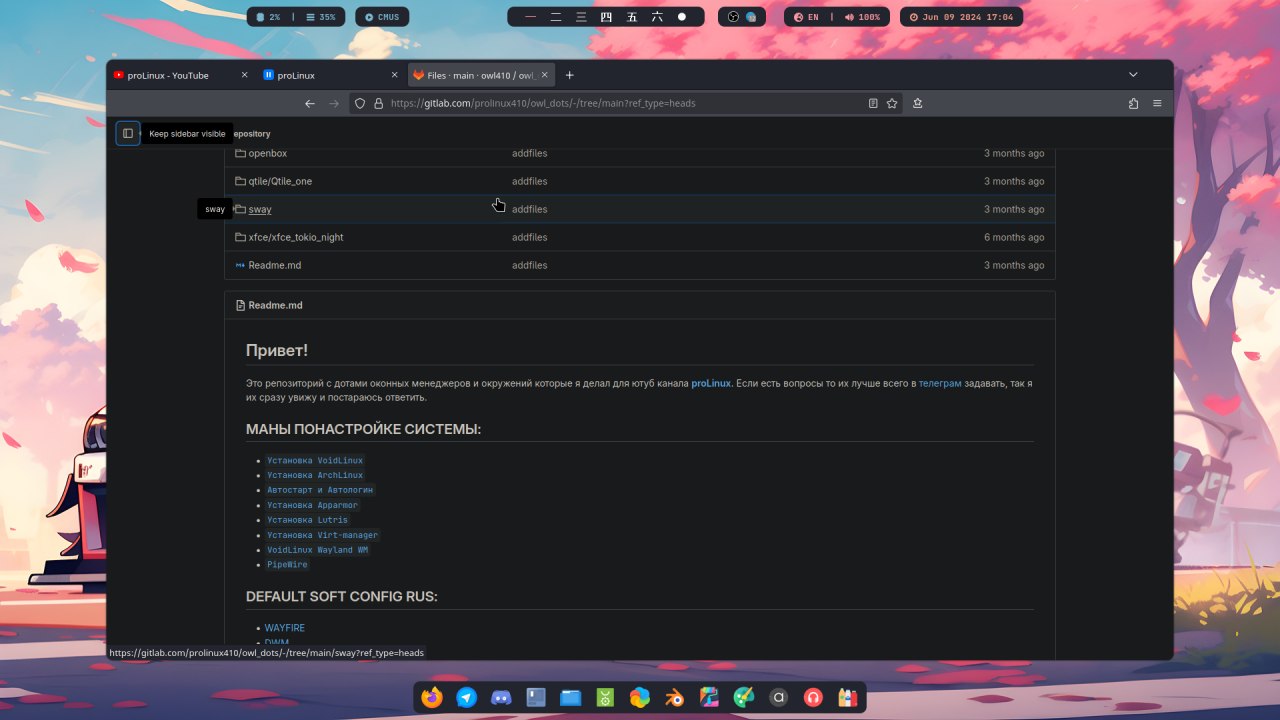 2% | 35%
CMUS
一 二 三 四 五 六
EN | 100%
Jun 09 2024 17:04
proLinux - YouTube
proLinux
Files · main · owl410 / owl_
https://gitlab.com/prolinux410/owl_dots/-/tree/main?ref_type=heads
Keep sidebar visible
epository
openbox addfiles 3 months ago
qtile/Qtile_one addfiles 3 months ago
sway
sway addfiles 3 months ago
xfce/xfce_tokio_night addfiles 6 months ago
Readme.md addfiles 3 months ago
Readme.md
Привет!
Это репозиторий с дотами оконных менеджеров и окружений которые я делал для ютуб канала proLinux. Если есть вопросы то их лучше всего в телеграм задавать, так я
их сразу увижу и постараюсь ответить.
МАНЫ ПОНАСТРОЙКЕ СИСТЕМЫ:
Установка VoidLinux
Установка ArchLinux
Автостарт и Автологин
Установка Apparmor
Установка Lutris
Установка Virt-manager
VoidLinux Wayland WM
PipeWire
DEFAULT SOFT CONFIG RUS:
WAYFIRE
DWM
https://gitlab.com/prolinux410/owl_dots/-/tree/main/sway?ref_type=heads